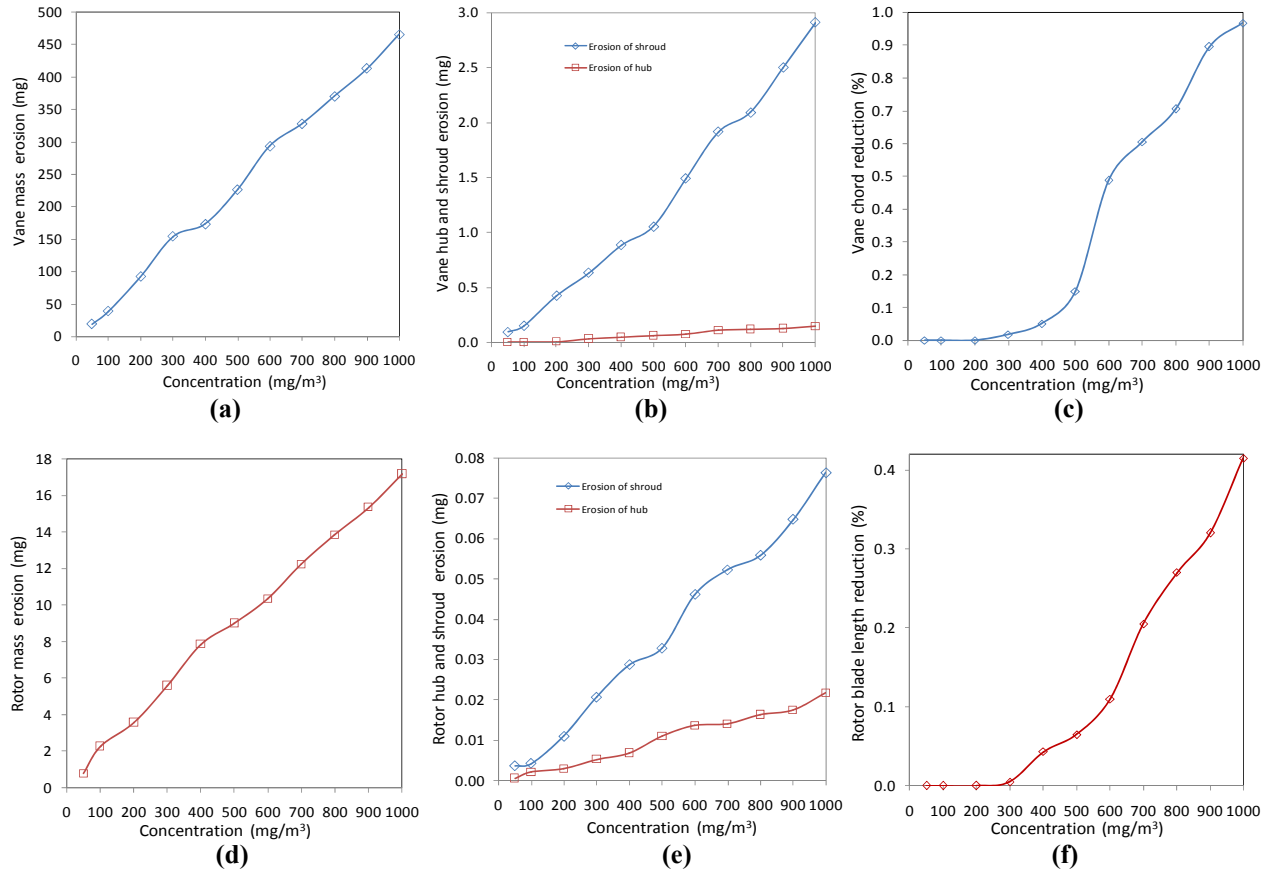 Vane mass erosion (mg)
500
450
400
350
300
250
200
150
100
50
0
0 100 200 300 400 500 600 700 800 900 1000
Concentration (mg/m³)
(a)
Vane hub and shroud erosion (mg)
3.0
2.5
2.0
1.5
1.0
0.5
0.0
Erosion of shroud
Erosion of hub
0 100 200 300 400 500 600 700 800 900 1000
Concentration (mg/m³)
(b)
Vane chord reduction (%)
1.0
0.9
0.8
0.7
0.6
0.5
0.4
0.3
0.2
0.1
0.0
0 100 200 300 400 500 600 700 800 900 1000
Concentration (mg/m³)
(c)
Rotor mass erosion (mg)
18
16
14
12
10
8
6
4
2
0
0 100 200 300 400 500 600 700 800 900 1000
Concentration (mg/m³)
(d)
Rotor hub and shroud erosion (mg)
0.08
0.07
0.06
0.05
0.04
0.03
0.02
0.01
0.00
Erosion of shroud
Erosion of hub
0 100 200 300 400 500 600 700 800 900 1000
Concentration (mg/m³)
(e)
Rotor blade length reduction (%)
0.4
0.3
0.2
0.1
0.0
0 100 200 300 400 500 600 700 800 900 1000
Concentration (mg/m³)
(f)